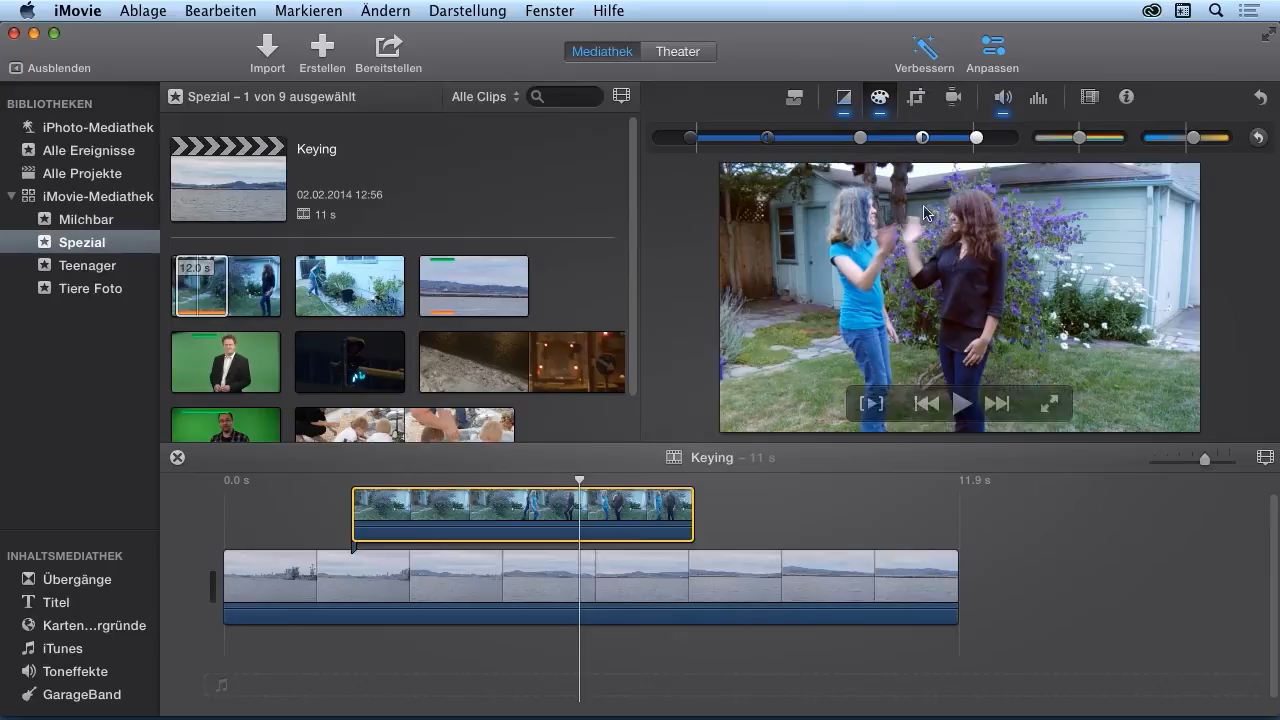 iMovie Ablage Bearbeiten Markieren Ändern Darstellung Fenster Hilfe
Ausblenden
Import Erstellen Bereitstellen
Mediathek Theater
Verbessern Anpassen
BIBLIOTHEKEN
iPhoto-Mediathek
Alle Ereignisse
Alle Projekte
iMovie-Mediathek
Milchbar
Spezial
Teenager
Tiere Foto
Spezial – 1 von 9 ausgewählt
Alle Clips
Keying
02.02.2014 12:56
11 s
12.0 s
Keying – 11 s
0.0 s
11.9 s
INHALTSMEDIATHEK
Übergänge
Titel
Karten...rgründe
iTunes
Toneffekte
GarageBand